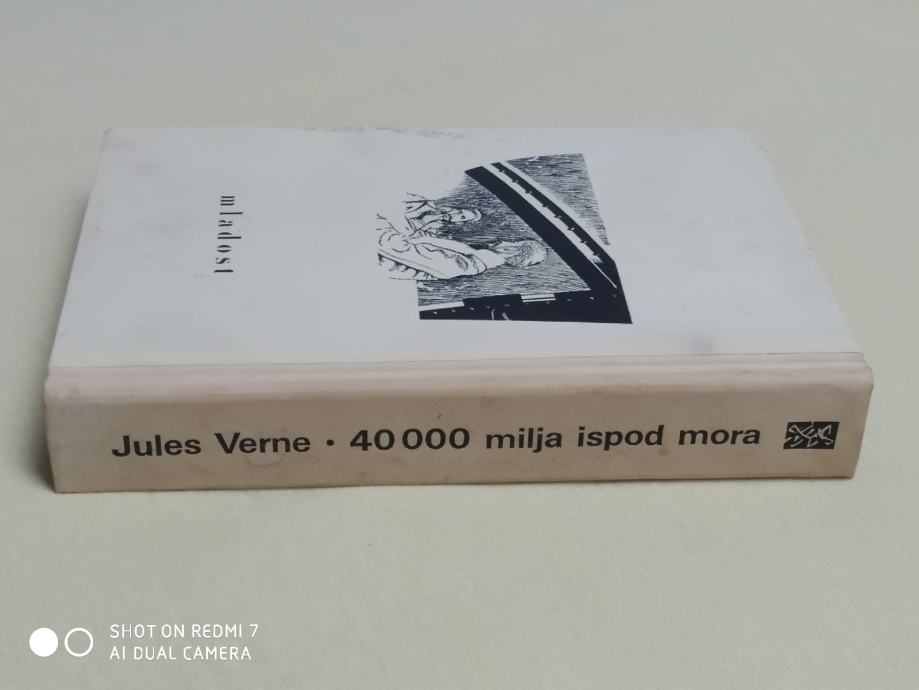 mladost
Jules Verne • 40 000 milja ispod mora
SHOT ON REDMI 7
AI DUAL CAMERA